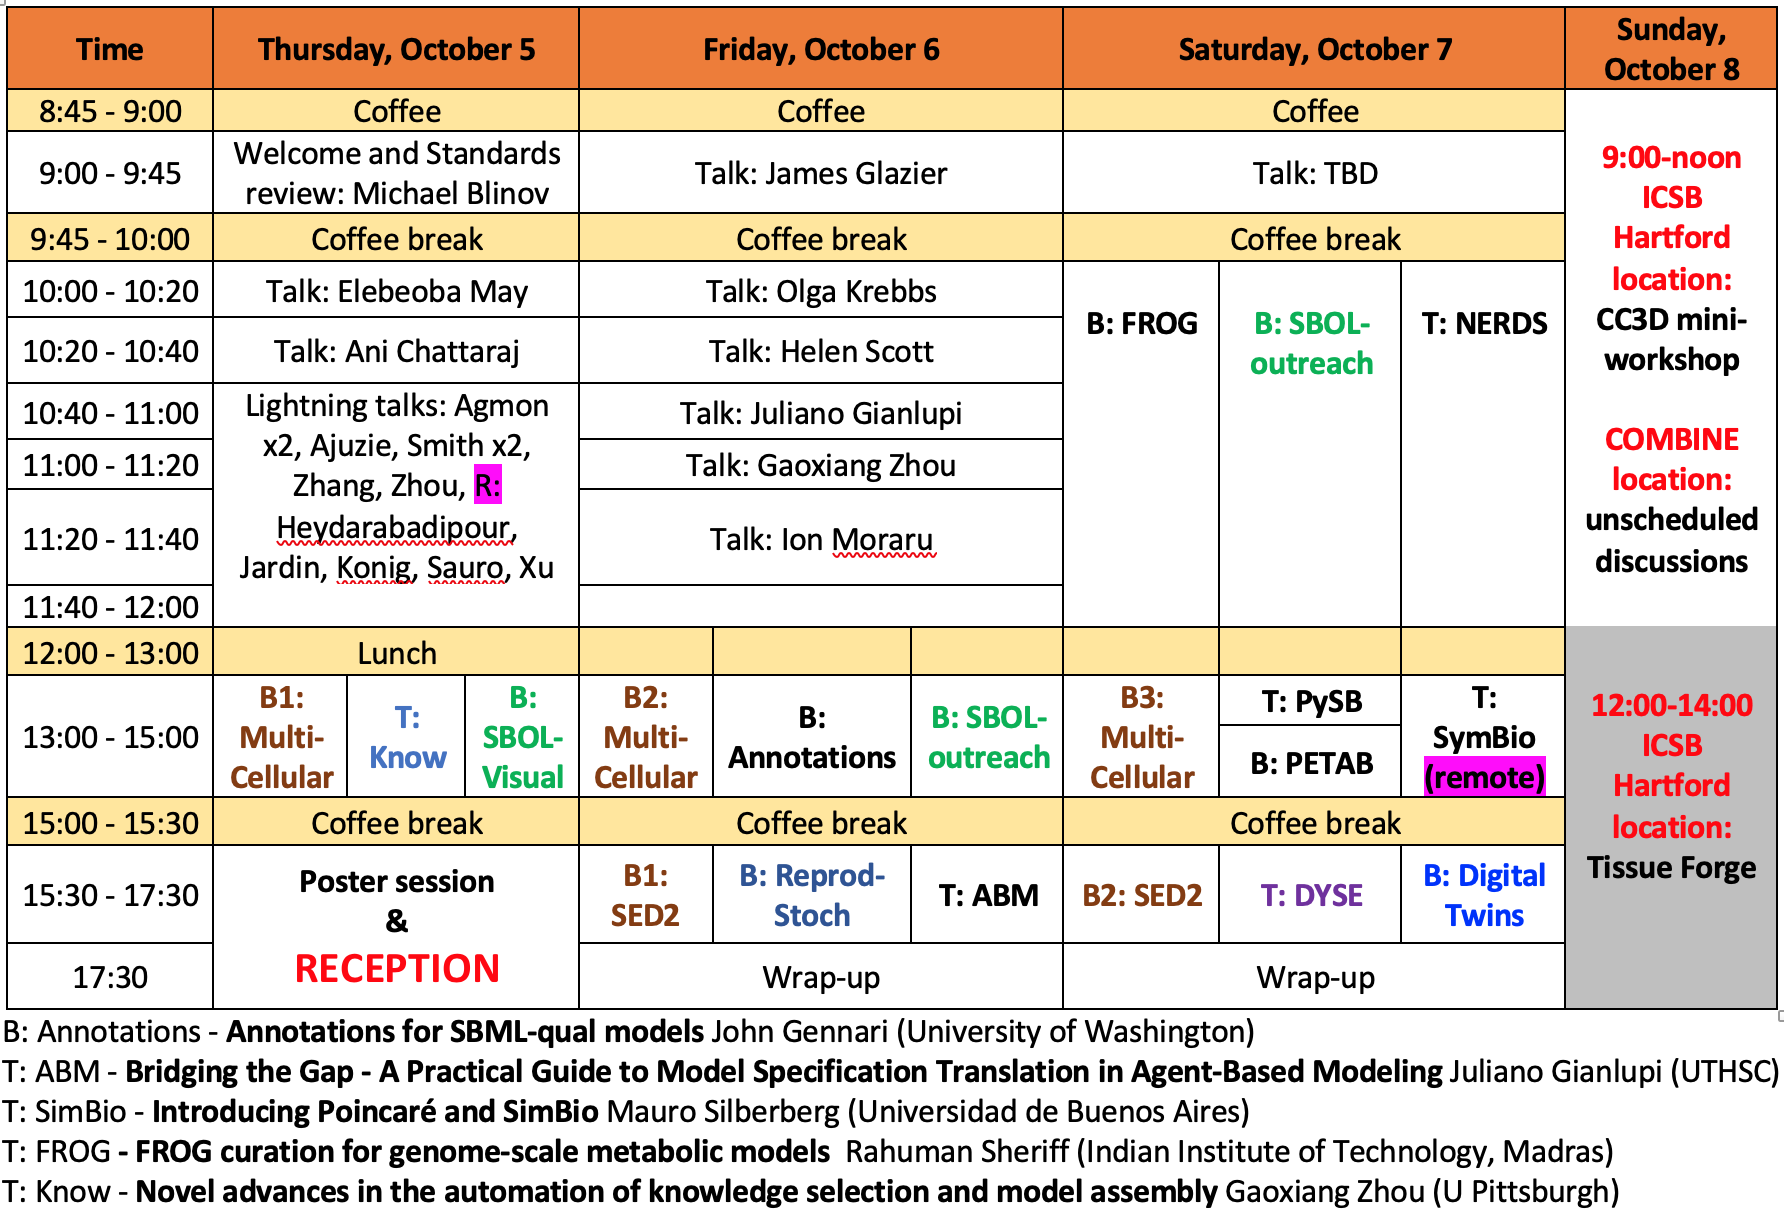 Time
Thursday, October 5
Friday, October 6
Saturday, October 7
Sunday,
October 8
8:45 - 9:00
Coffee
Coffee
Coffee
9:00 - 9:45
Welcome and Standards
review: Michael Blinov
Talk: James Glazier
Talk: TBD
9:00-noon
ICSB
Hartford
location:
CC3D mini-
workshop
COMBINE
location:
unscheduled
discussions
9:45 - 10:00
Coffee break
Coffee break
Coffee break
10:00 - 10:20
Talk: Elebeoba May
Talk: Olga Krebbs
B: FROG
B: SBOL-
outreach
T: NERDS
10:20 - 10:40
Talk: Ani Chattaraj
Talk: Helen Scott
10:40 - 11:00
Lightning talks: Agmon
x2, Ajuzie, Smith x2,
Zhang, Zhou, R:
Heydarabadipour,
Jardin, Konig, Sauro, Xu
Talk: Juliano Gianlupi
11:00 - 11:20
Talk: Gaoxiang Zhou
11:20 - 11:40
Talk: Ion Moraru
11:40 - 12:00
12:00 - 13:00
Lunch
13:00 - 15:00
B1:
Multi-
Cellular
T:
Know
B:
SBOL-
Visual
B2:
Multi-
Cellular
B:
Annotations
B: SBOL-
outreach
B3:
Multi-
Cellular
T: PySB
B: PETAB
T:
SymBio
(remote)
12:00-14:00
ICSB
Hartford
location:
Tissue Forge
15:00 - 15:30
Coffee break
Coffee break
Coffee break
15:30 - 17:30
Poster session
&
RECEPTION
B1:
SED2
B: Reprod-
Stoch
T: ABM
B2: SED2
T: DYSE
B: Digital
Twins
17:30
Wrap-up
Wrap-up
B: Annotations - Annotations for SBML-qual models John Gennari (University of Washington)
T: ABM - Bridging the Gap - A Practical Guide to Model Specification Translation in Agent-Based Modeling Juliano Gianlupi (UTHSC)
T: SimBio - Introducing Poincaré and SimBio Mauro Silberberg (Universidad de Buenos Aires)
T: FROG - FROG curation for genome-scale metabolic models Rahuman Sheriff (Indian Institute of Technology, Madras)
T: Know - Novel advances in the automation of knowledge selection and model assembly Gaoxiang Zhou (U Pittsburgh)